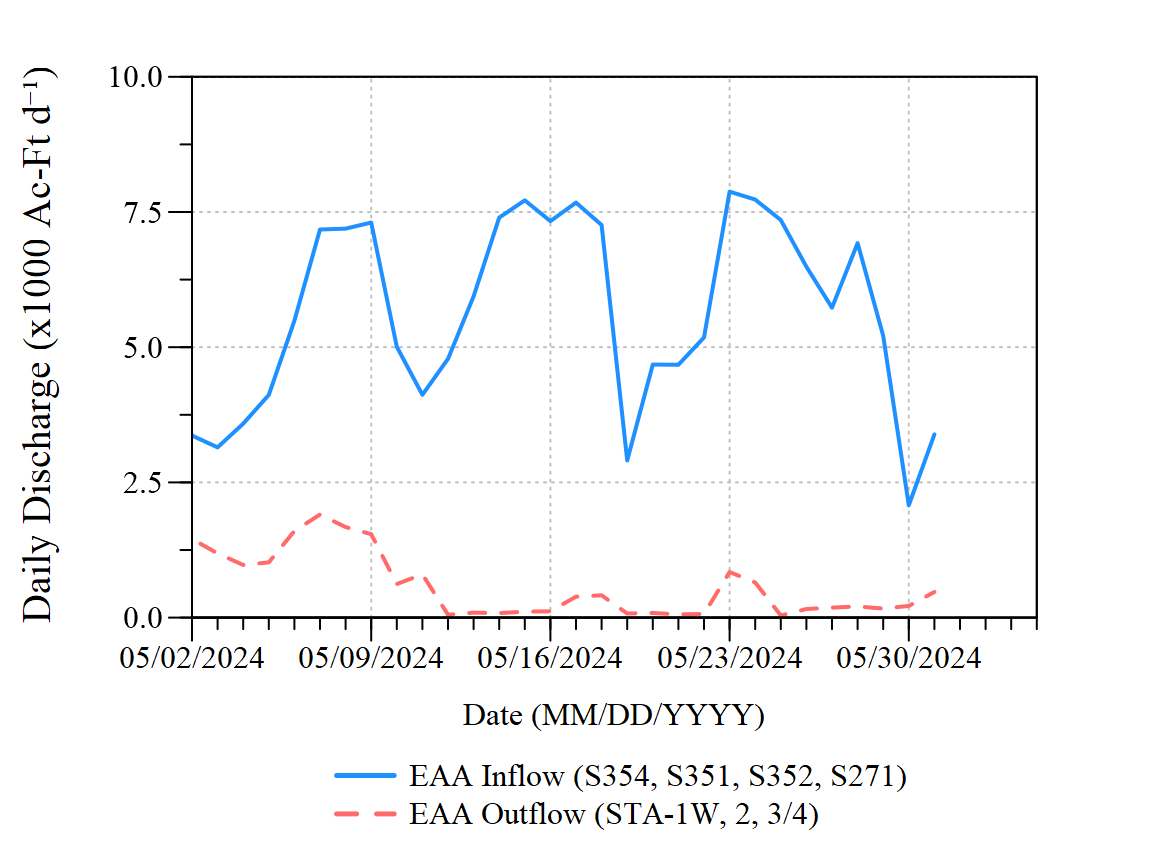 Daily Discharge (x1000 Ac-Ft d⁻¹)
10.0
7.5
5.0
2.5
0.0
05/02/2024 05/09/2024 05/16/2024 05/23/2024 05/30/2024
Date (MM/DD/YYYY)
EAA Inflow (S354, S351, S352, S271)
EAA Outflow (STA-1W, 2, 3/4)